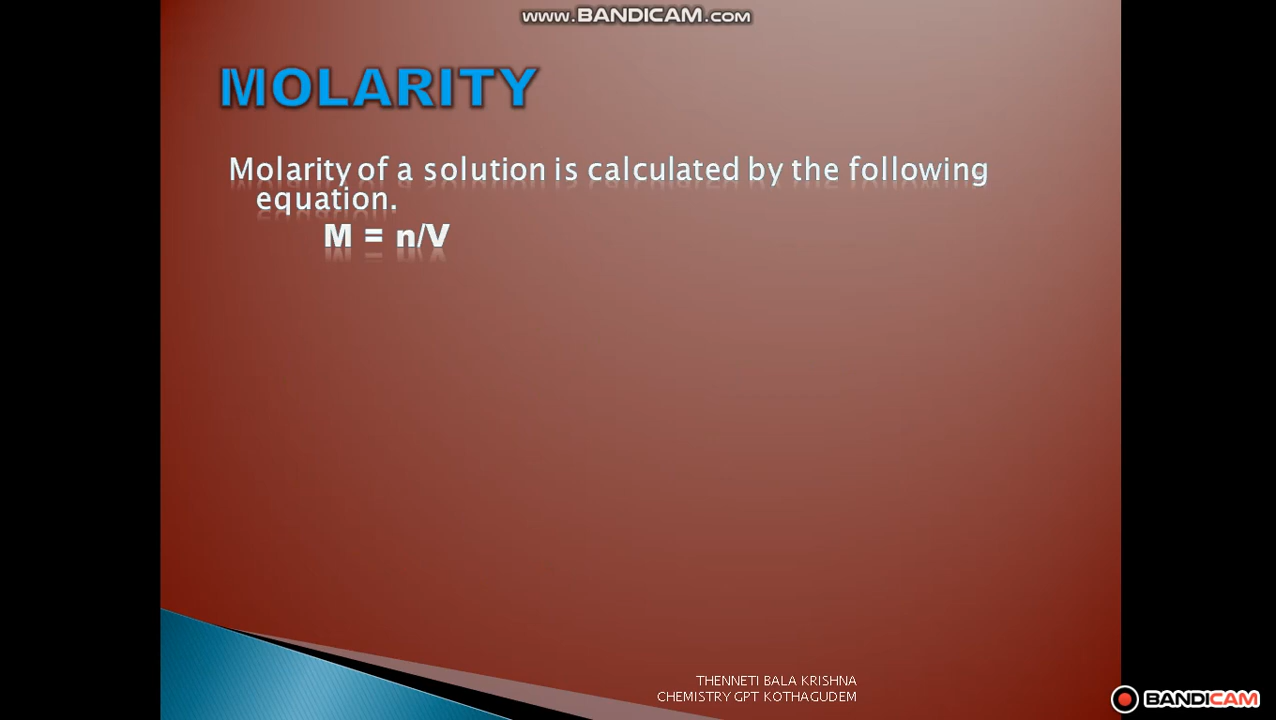 www.BANDICAM.com
MOLARITY
Molarity of a solution is calculated by the following
equation.
M = n/V
THENNETI BALA KRISHNA
CHEMISTRY GPT KOTHAGUDEM
BANDICAM